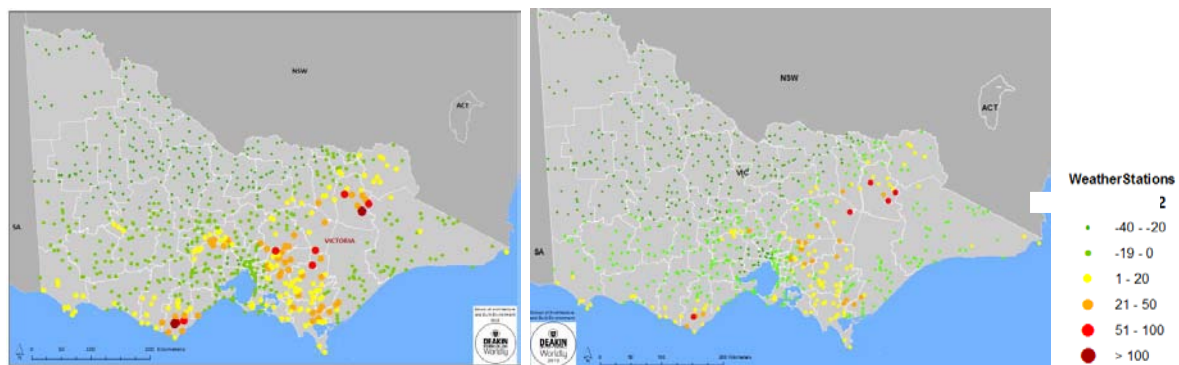 NSW
ACT
SA
VICTORIA
DEAKIN
Worldly
NSW
ACT
VIC
SA
DEAKIN
Worldly
WeatherStations
2
-40 - -20
-19 - 0
1 - 20
21 - 50
51 - 100
> 100